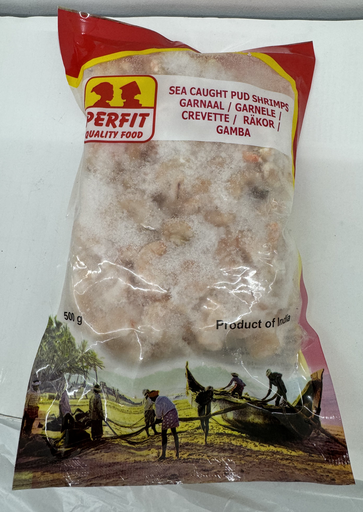 PERFIT
QUALITY FOOD
SEA CAUGHT PUD SHRIMPS
GARNAAL / GARNELE /
CREVETTE / RÄKOR /
GAMBA
500 g
Product of India